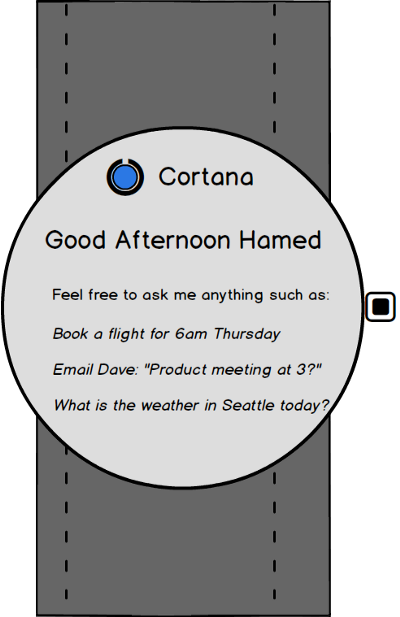 Cortana
Good Afternoon Hamed
Feel free to ask me anything such as:
Book a flight for 6am Thursday
Email Dave: "Product meeting at 3?"
What is the weather in Seattle today?